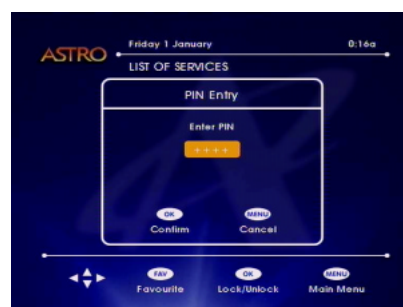 ASTRO
Friday 1 January 0:16a
LIST OF SERVICES
PIN Entry
Enter PIN
++++
OK MENU
Confirm Cancel
FAV OK MENU
Favourite Lock/Unlock Main Menu